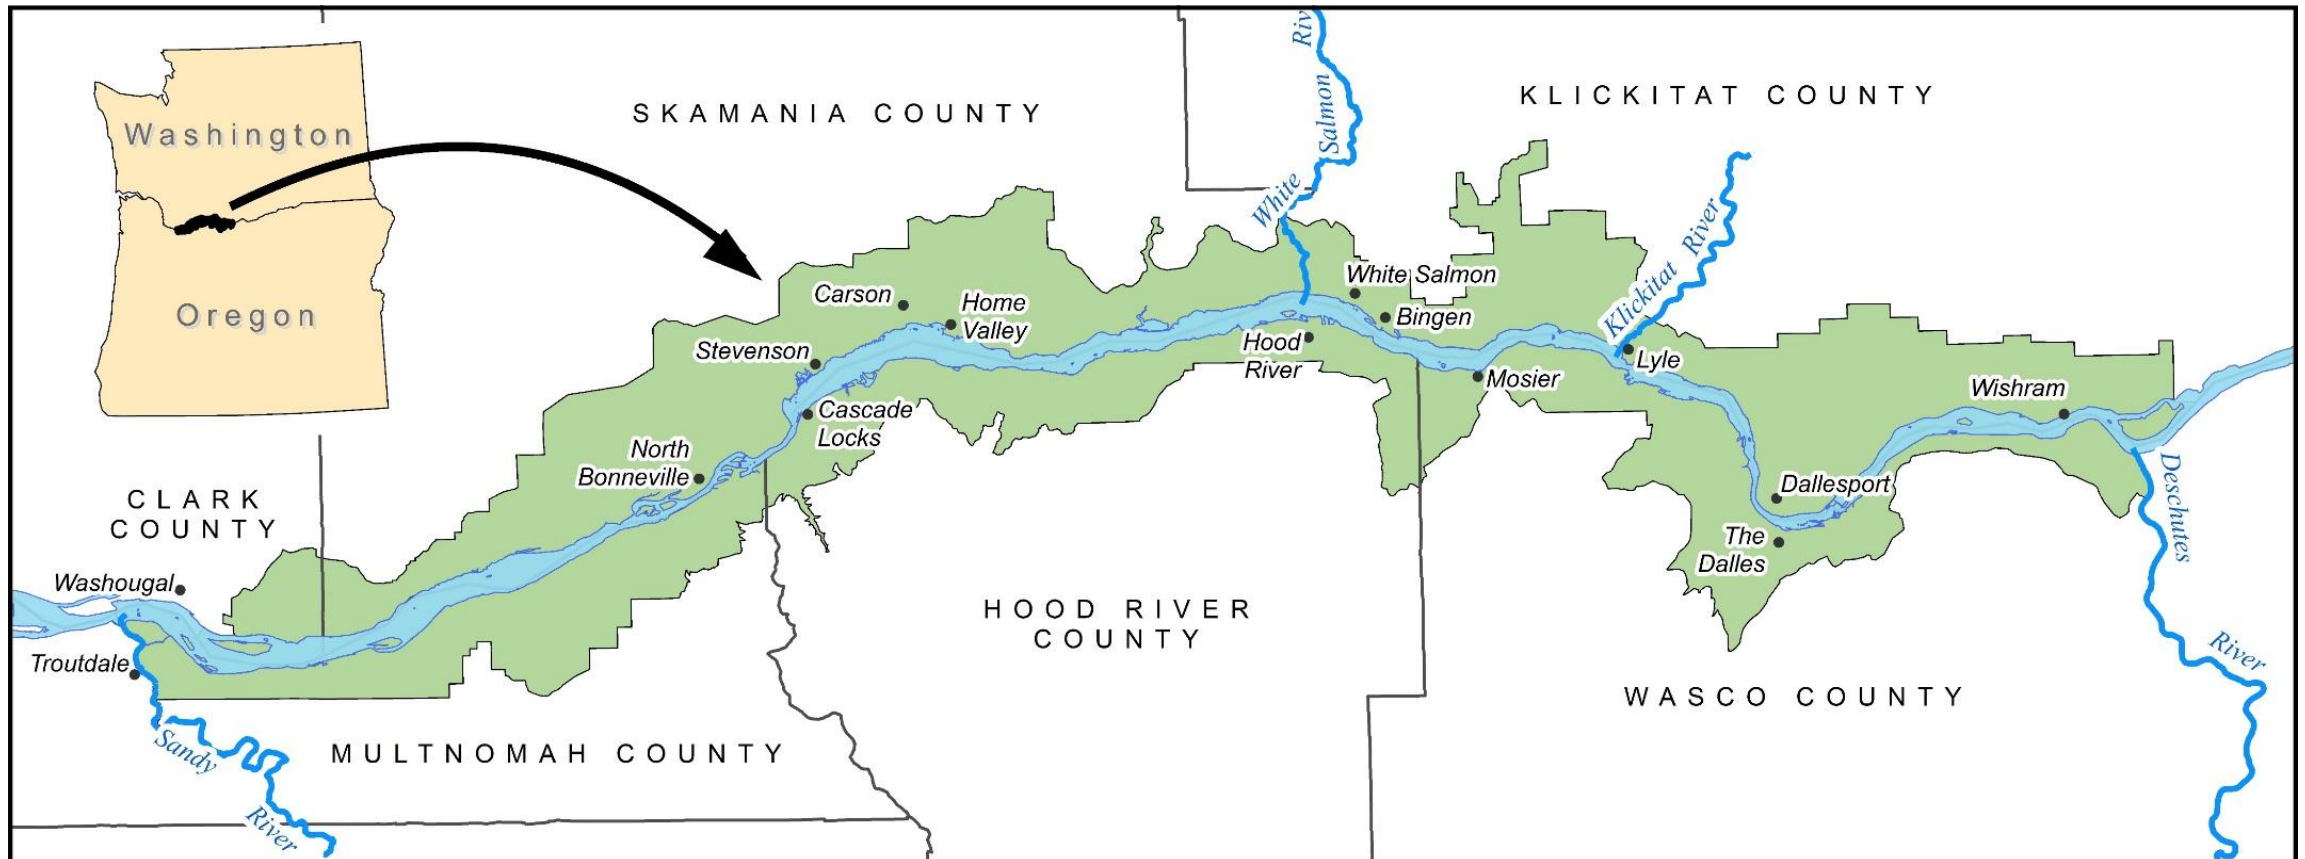 Washington
Oregon
SKAMANIA COUNTY
KLICKITAT COUNTY
White
Salmon
Riv
Klickitat River
Carson
Home
Valley
Stevenson
White Salmon
Bingen
Hood
River
Lyle
Mosier
Cascade
Locks
Wishram
North
Bonneville
Dallesport
The
Dalles
Deschutes
River
CLARK
COUNTY
Washougal
Troutdale
HOOD RIVER
COUNTY
WASCO COUNTY
MULTNOMAH COUNTY
Sandy
River